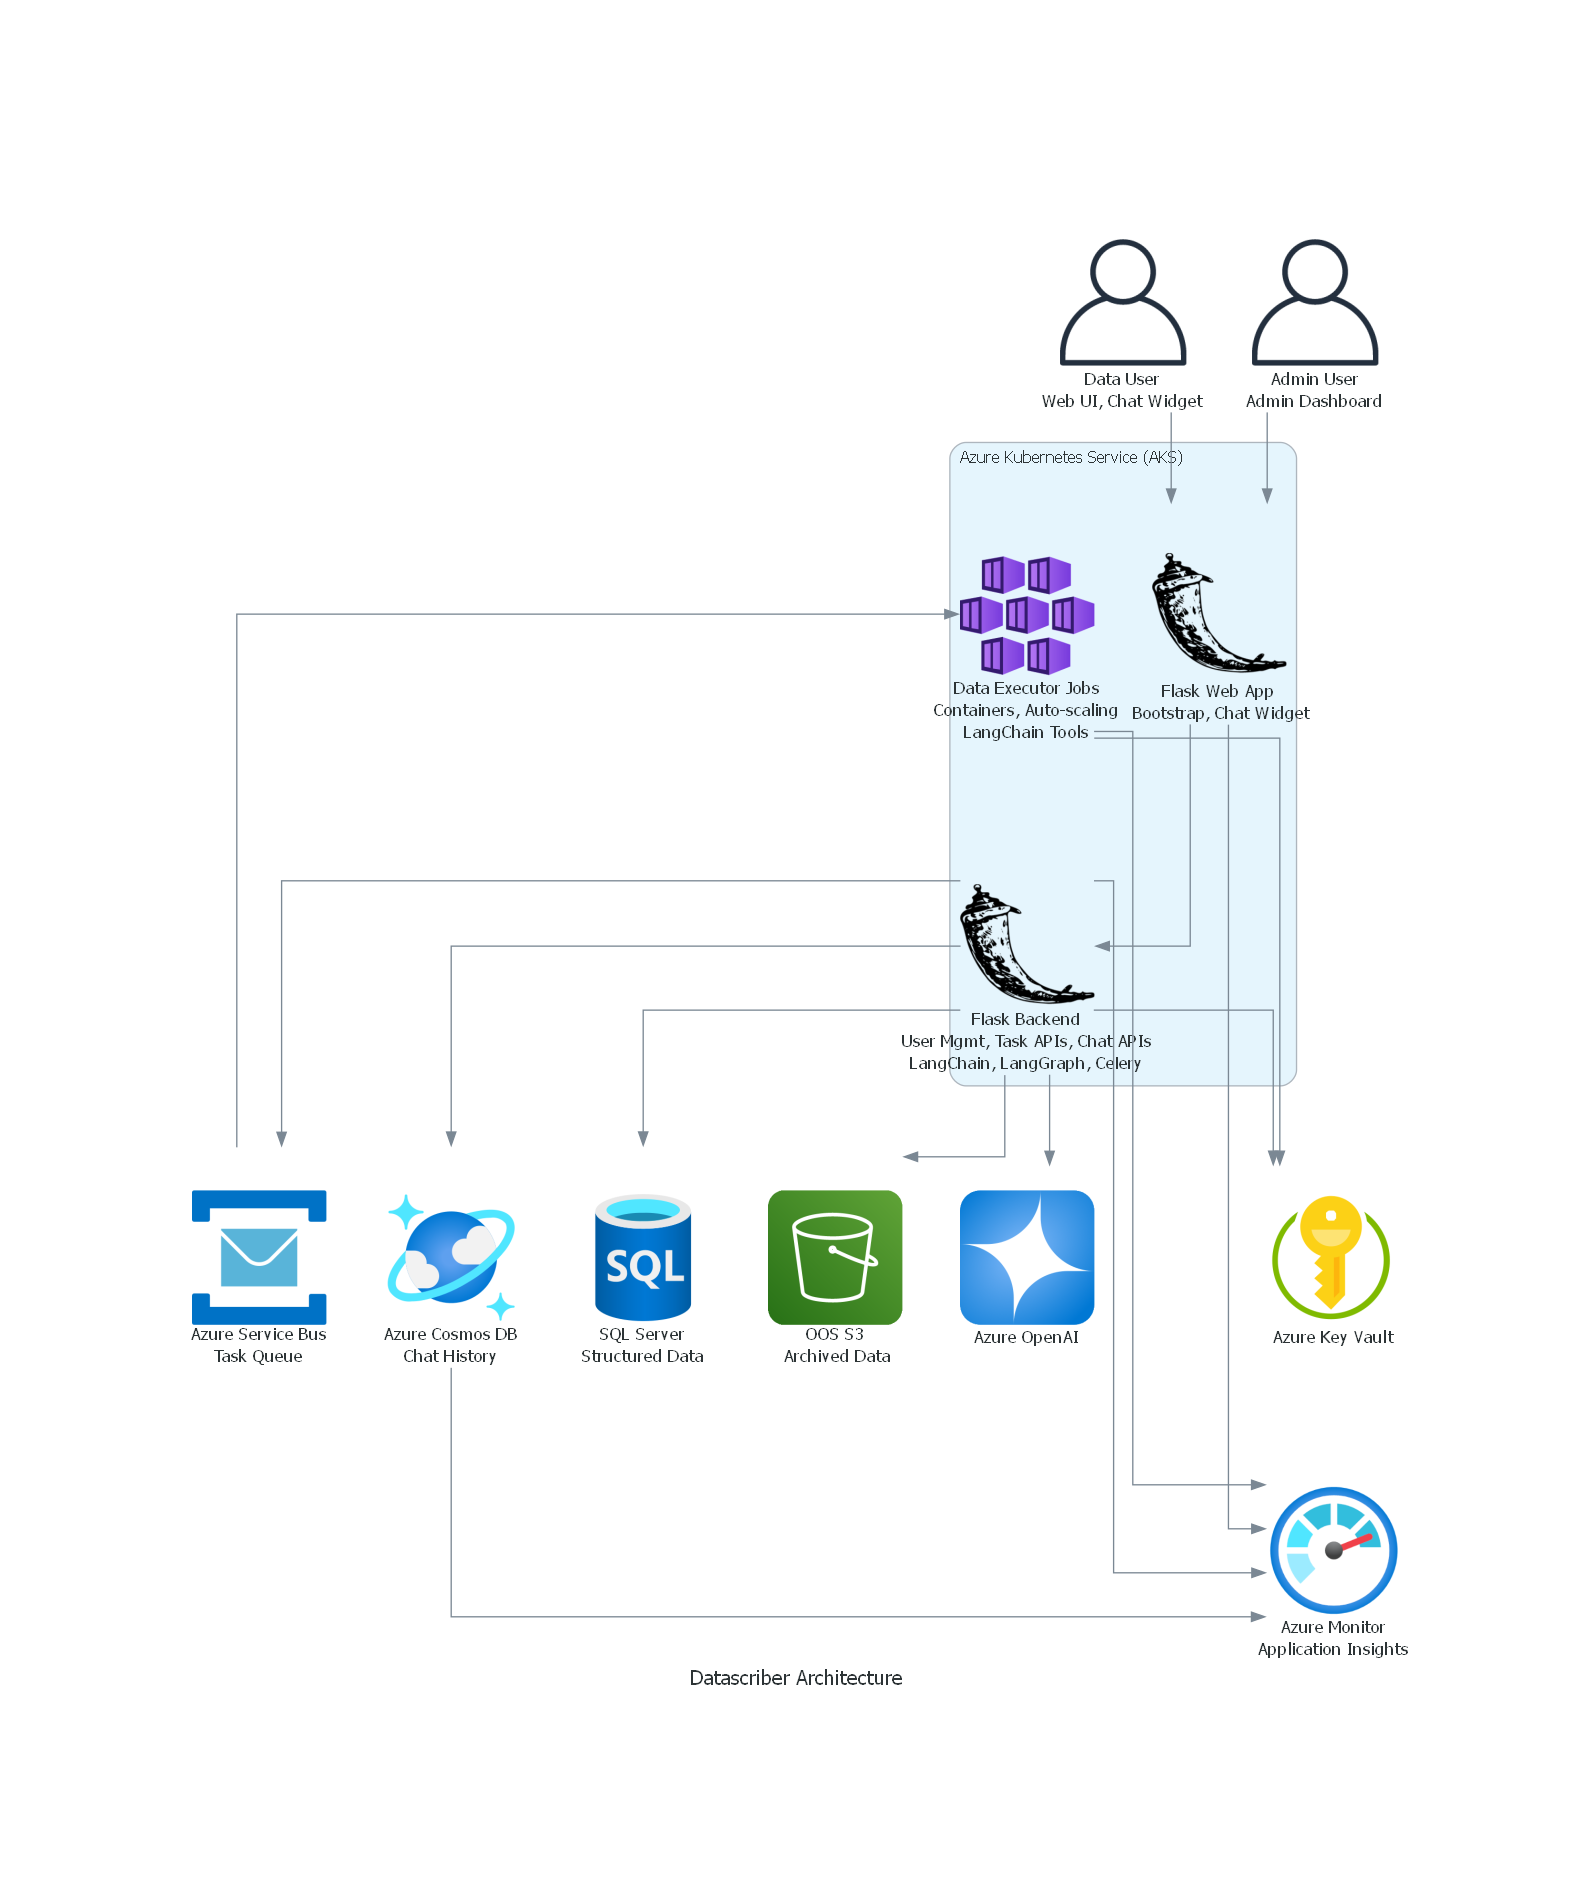 Data User
Web UI, Chat Widget
Admin User
Admin Dashboard
Azure Kubernetes Service (AKS)
Data Executor Jobs
Containers, Auto-scaling
LangChain Tools
Flask Web App
Bootstrap, Chat Widget
Flask Backend
User Mgmt, Task APIs, Chat APIs
LangChain, LangGraph, Celery
SQL
Azure Service Bus
Task Queue
Azure Cosmos DB
Chat History
SQL Server
Structured Data
OOS S3
Archived Data
Azure OpenAI
Azure Key Vault
Azure Monitor
Application Insights
Datascriber Architecture